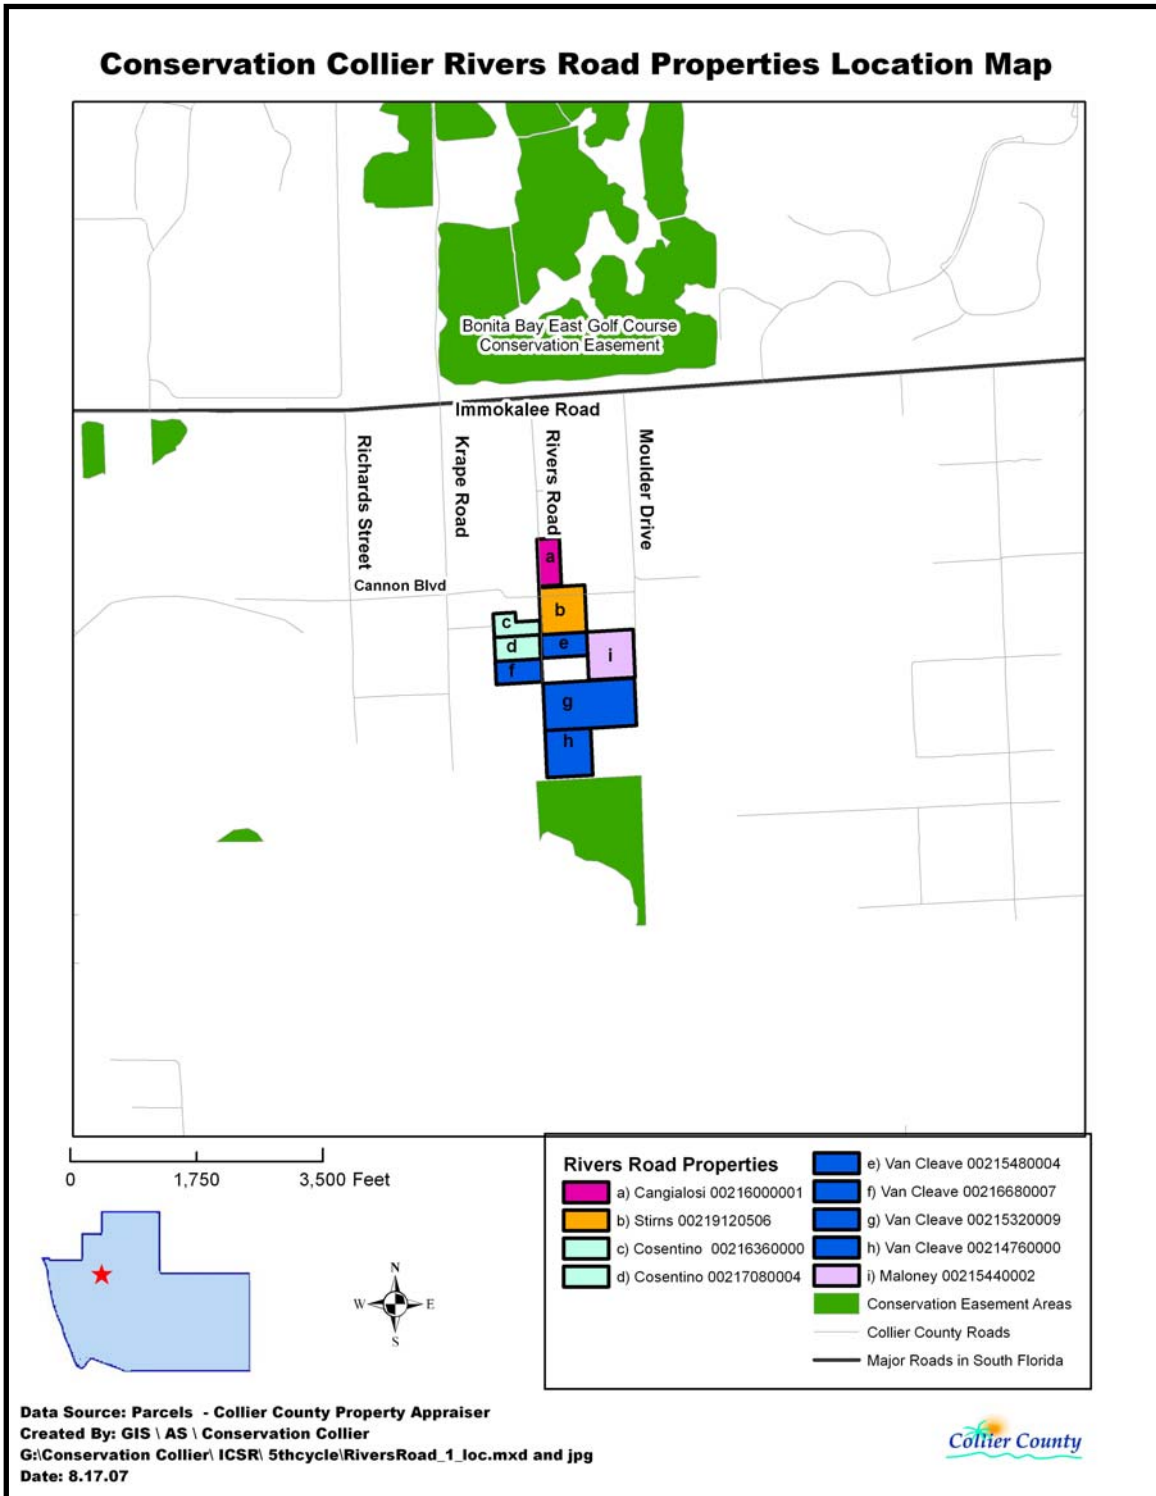 Conservation Collier Rivers Road Properties Location Map
Bonita Bay East Golf Course
Conservation Easement
Immokalee Road
Richards Street
Krape Road
Rivers Road
Moulder Drive
Cannon Blvd
a
b
c
d
e
f
i
g
h
0
1,750
3,500 Feet
Rivers Road Properties
a) Cangialosi 00216000001
b) Stirns 00219120506
c) Cosentino 00216360000
d) Cosentino 00217080004
e) Van Cleave 00215480004
f) Van Cleave 00216680007
g) Van Cleave 00215320009
h) Van Cleave 00214760000
i) Maloney 00215440002
Conservation Easement Areas
Collier County Roads
Major Roads in South Florida
N
W
E
S
Data Source: Parcels - Collier County Property Appraiser
Created By: GIS \ AS \ Conservation Collier
G:\Conservation Collier\ ICSR\ 5thcycle\RiversRoad_1_loc.mxd and jpg
Date: 8.17.07
Collier County